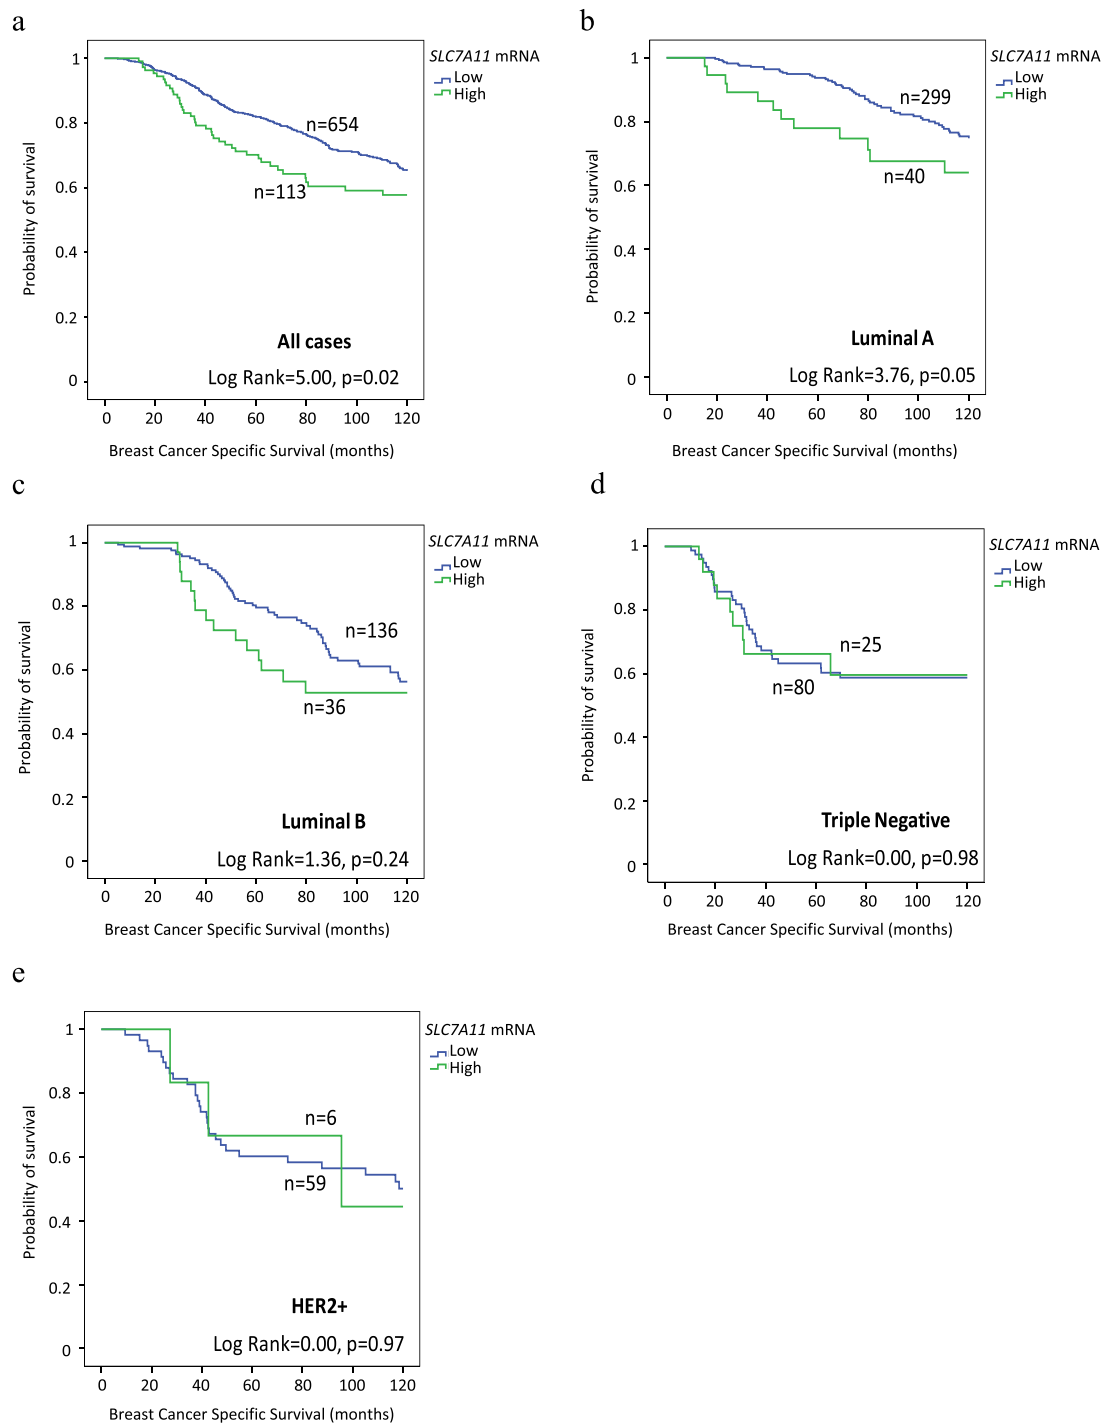 a
SLC7A11 mRNA
Low
High
1
0.8
0.6
0.4
0.2
0
Probability of survival
n=654
n=113
All cases
Log Rank=5.00, p=0.02
0 20 40 60 80 100 120
Breast Cancer Specific Survival (months)
b
SLC7A11 mRNA
Low
High
1
0.8
0.6
0.4
0.2
0
Probability of survival
n=299
n=40
Luminal A
Log Rank=3.76, p=0.05
0 20 40 60 80 100 120
Breast Cancer Specific Survival (months)
c
SLC7A11 mRNA
Low
High
1
0.8
0.6
0.4
0.2
0
Probability of survival
n=136
n=36
Luminal B
Log Rank=1.36, p=0.24
0 20 40 60 80 100 120
Breast Cancer Specific Survival (months)
d
SLC7A11 mRNA
Low
High
1
0.8
0.6
0.4
0.2
0
Probability of survival
n=25
n=80
Triple Negative
Log Rank=0.00, p=0.98
0 20 40 60 80 100 120
Breast Cancer Specific Survival (months)
e
SLC7A11 mRNA
Low
High
1
0.8
0.6
0.4
0.2
0
Probability of survival
n=6
n=59
HER2+
Log Rank=0.00, p=0.97
0 20 40 60 80 100 120
Breast Cancer Specific Survival (months)